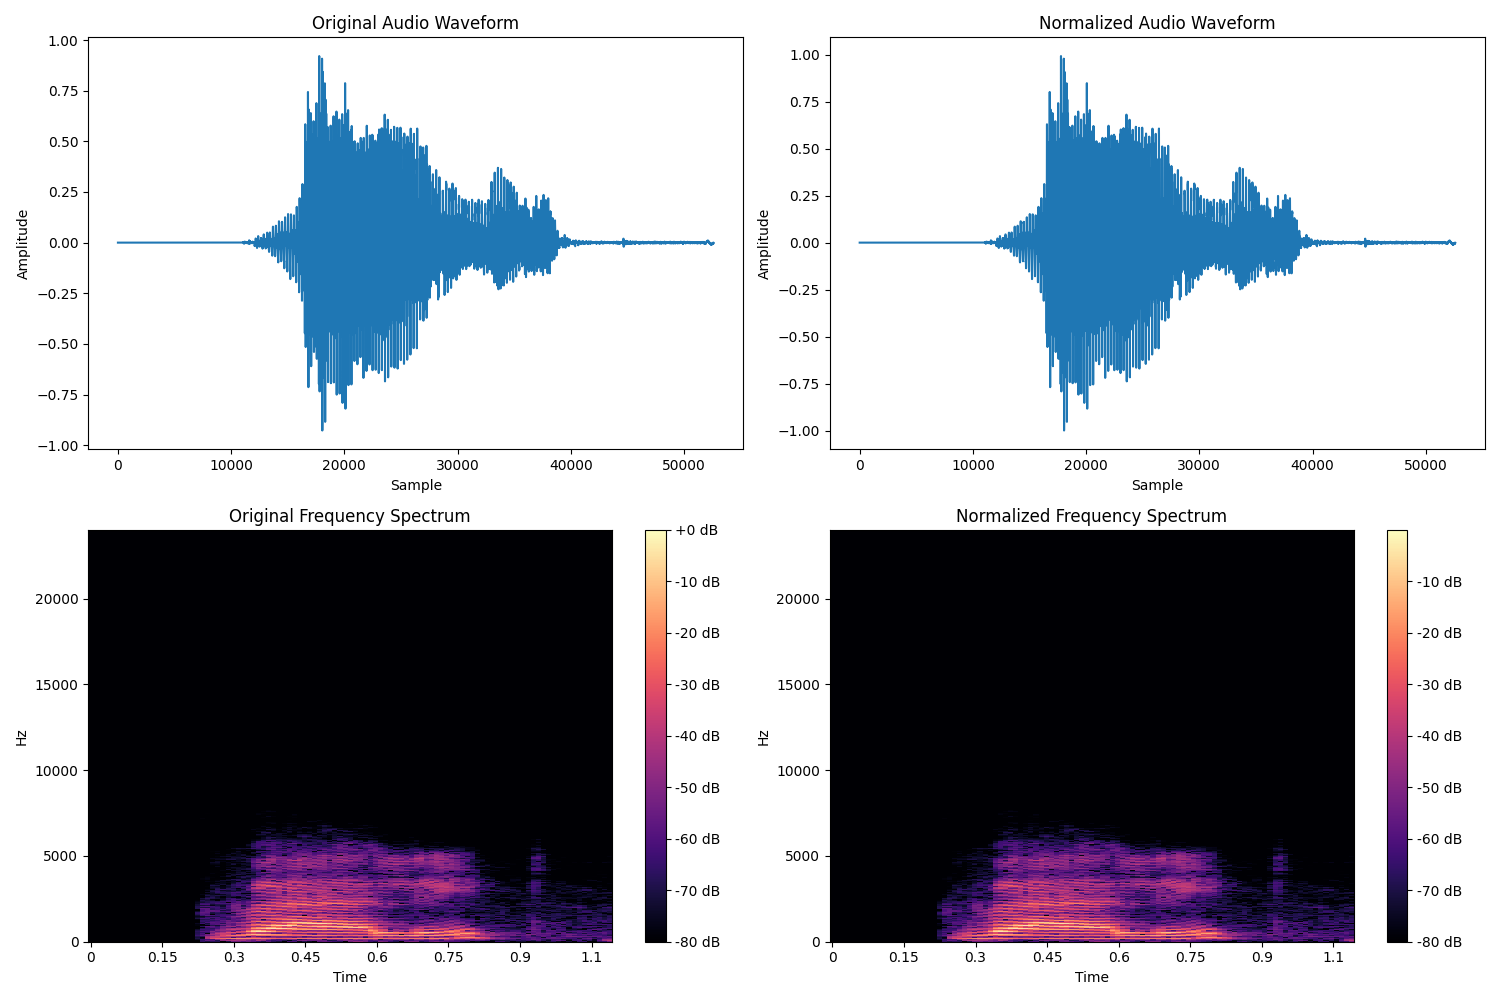 Original Audio Waveform
1.00
0.75
0.50
0.25
0.00
−0.25
−0.50
−0.75
−1.00
Amplitude
0 10000 20000 30000 40000 50000
Sample
Normalized Audio Waveform
1.00
0.75
0.50
0.25
0.00
−0.25
−0.50
−0.75
−1.00
Amplitude
0 10000 20000 30000 40000 50000
Sample
Original Frequency Spectrum
20000
15000
10000
5000
0
Hz
0 0.15 0.3 0.45 0.6 0.75 0.9 1.1
Time
+0 dB
-10 dB
-20 dB
-30 dB
-40 dB
-50 dB
-60 dB
-70 dB
-80 dB
Normalized Frequency Spectrum
20000
15000
10000
5000
0
Hz
0 0.15 0.3 0.45 0.6 0.75 0.9 1.1
Time
-10 dB
-20 dB
-30 dB
-40 dB
-50 dB
-60 dB
-70 dB
-80 dB